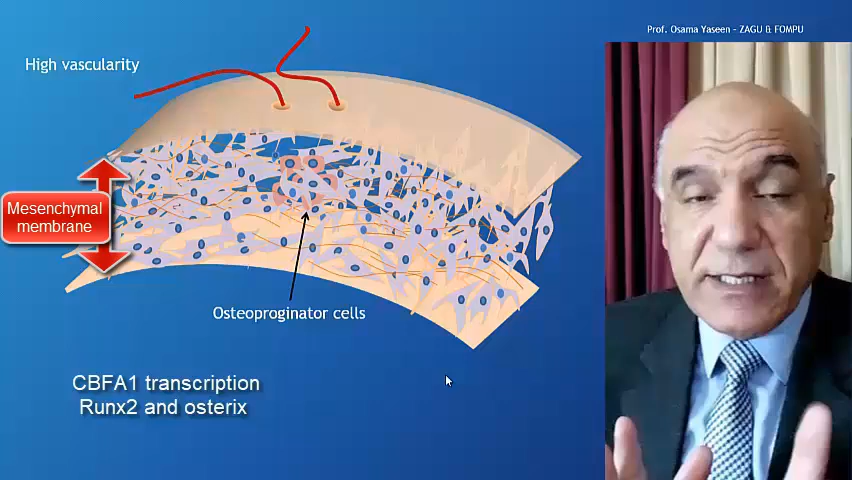 Prof. Osama Yaseen - ZAGU & FOMPU
High vascularity
Mesenchymal
membrane
Osteoproginator cells
CBFA1 transcription
Runx2 and osterix